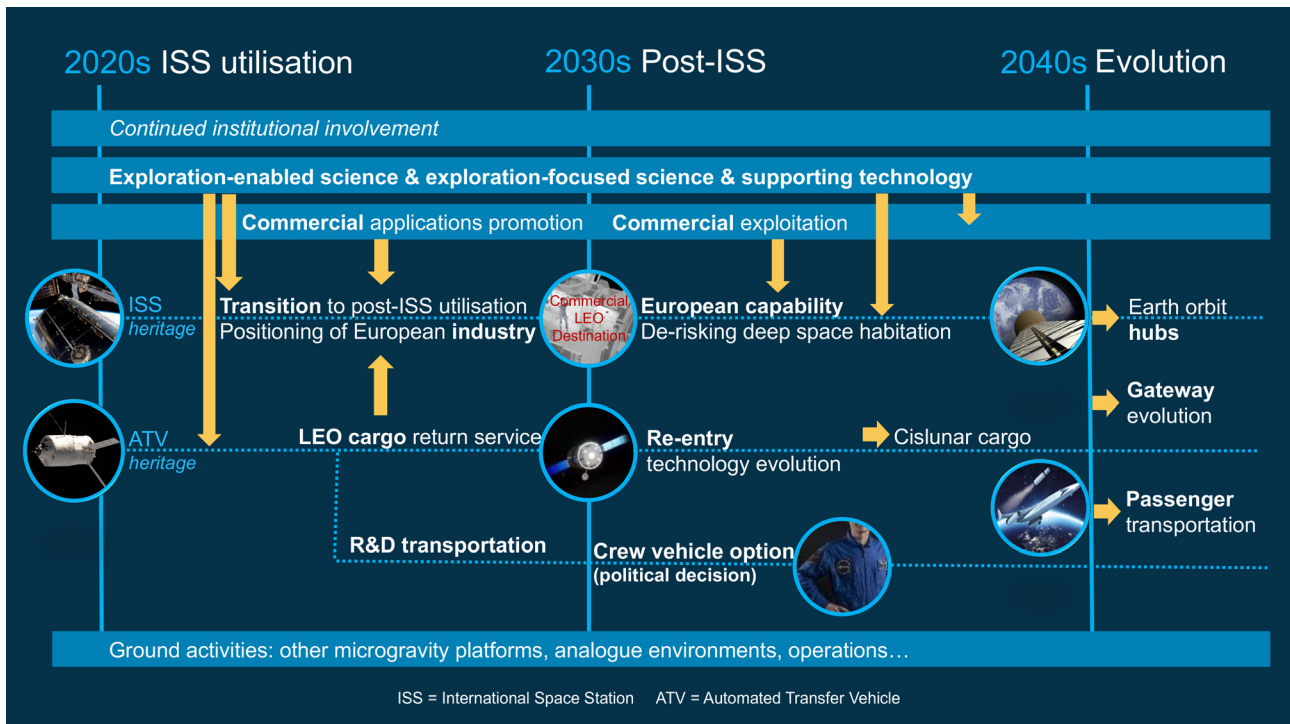 2020s ISS utilisation
2030s Post-ISS
2040s Evolution
Continued institutional involvement
Exploration-enabled science & exploration-focused science & supporting technology
Commercial applications promotion
Commercial exploitation
ISS
heritage
Transition to post-ISS utilisation
Positioning of European industry
Commercial
LEO
Destination
European capability
De-risking deep space habitation
Earth orbit
hubs
Gateway
evolution
ATV
heritage
LEO cargo return service
Re-entry
technology evolution
Cislunar cargo
Passenger
transportation
R&D transportation
Crew vehicle option
(political decision)
Ground activities: other microgravity platforms, analogue environments, operations…
ISS = International Space Station ATV = Automated Transfer Vehicle